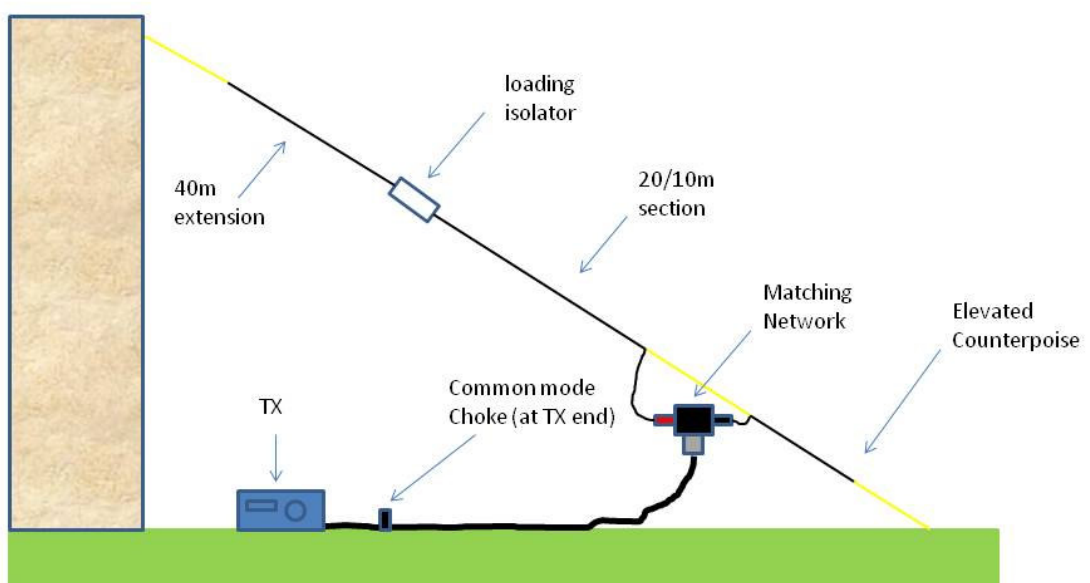 loading
isolator
40m
extension
20/10m
section
Matching
Network
Elevated
Counterpoise
Common mode
Choke (at TX end)
TX